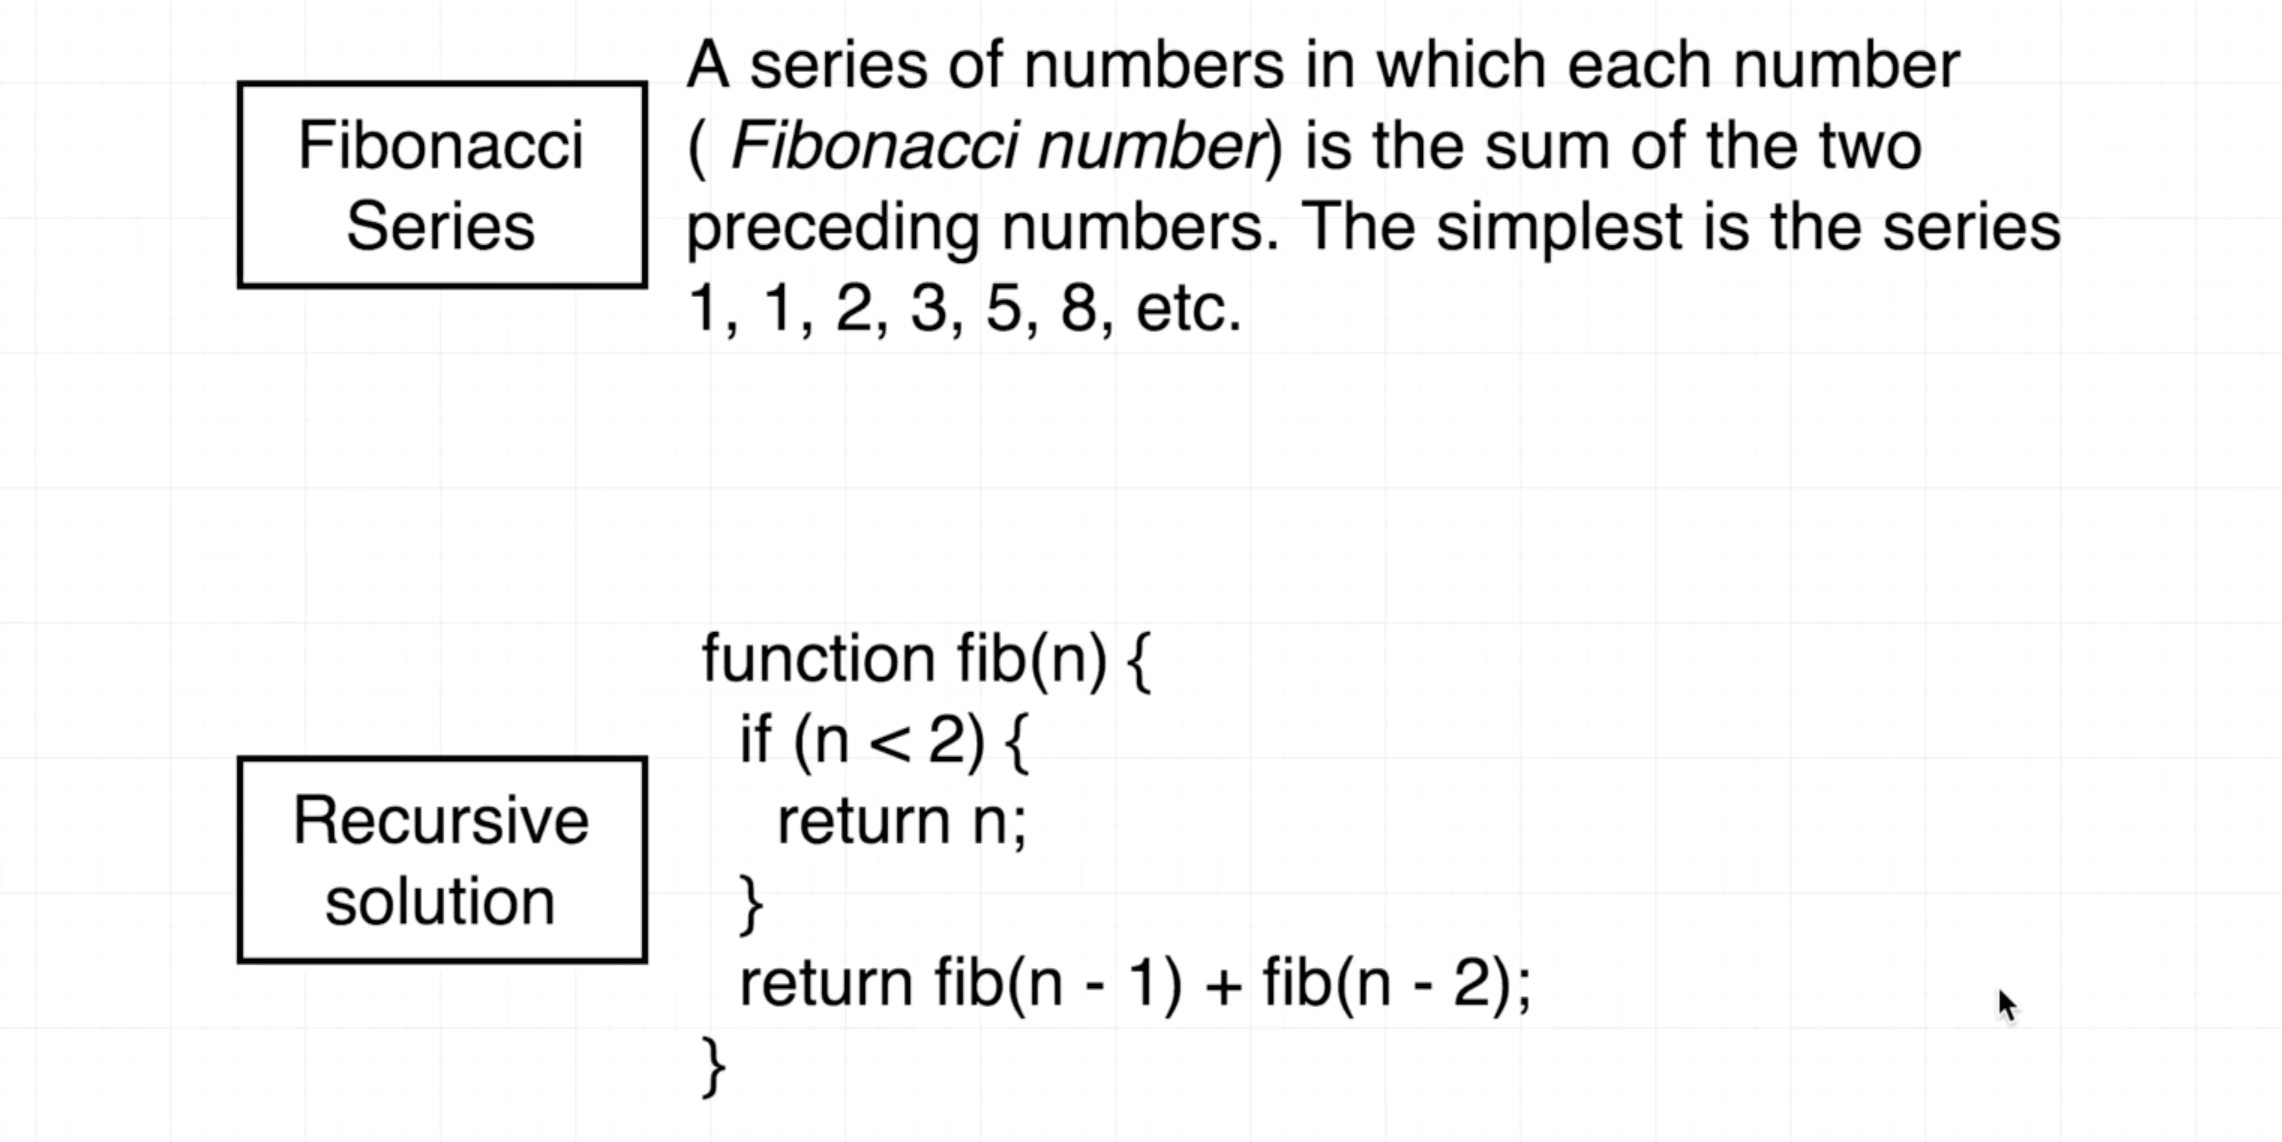 Fibonacci
Series
A series of numbers in which each number
( Fibonacci number) is the sum of the two
preceding numbers. The simplest is the series
1, 1, 2, 3, 5, 8, etc.
Recursive
solution
function fib(n) {
  if (n < 2) {
    return n;
  }
  return fib(n - 1) + fib(n - 2);
}